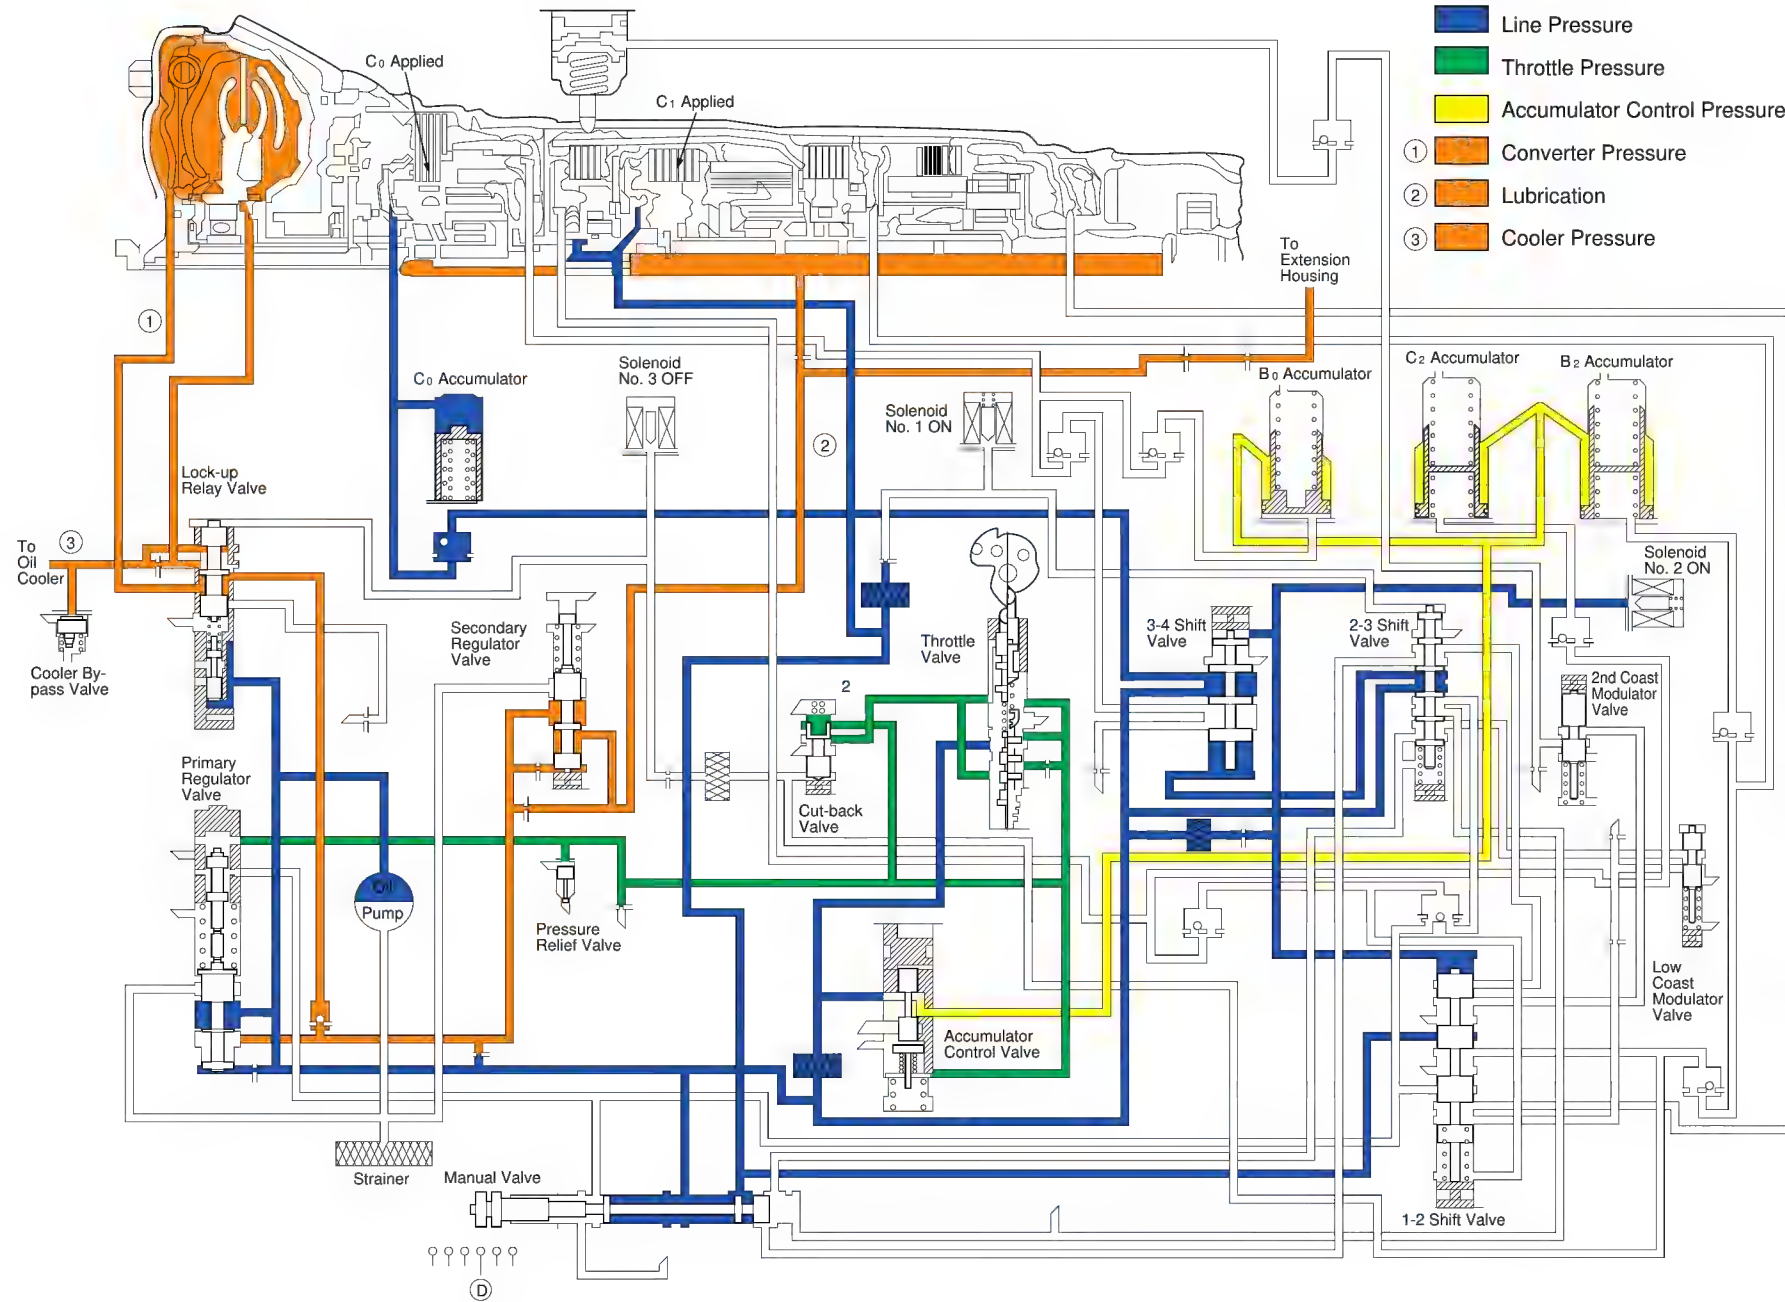 Line Pressure
Throttle Pressure
Accumulator Control Pressure
1 Converter Pressure
2 Lubrication
3 Cooler Pressure
C0 Applied
C1 Applied
To
Extension
Housing
1
C0 Accumulator
Solenoid
No. 3 OFF
Solenoid
No. 1 ON
B0 Accumulator
C2 Accumulator
B2 Accumulator
2
Lock-up
Relay Valve
To
Oil
Cooler
3
Cooler By-
pass Valve
Secondary
Regulator
Valve
Throttle
Valve
3-4 Shift
Valve
2-3 Shift
Valve
Solenoid
No. 2 ON
2nd Coast
Modulator
Valve
2
Primary
Regulator
Valve
Cut-back
Valve
Oil
Pump
Pressure
Relief Valve
Accumulator
Control Valve
Low
Coast
Modulator
Valve
Strainer
Manual Valve
1-2 Shift Valve
D